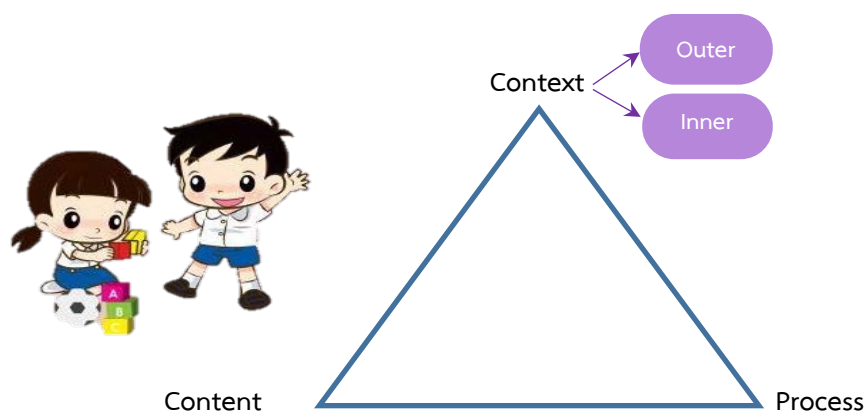 Outer
Context
Inner
A
B
C
Content
Process